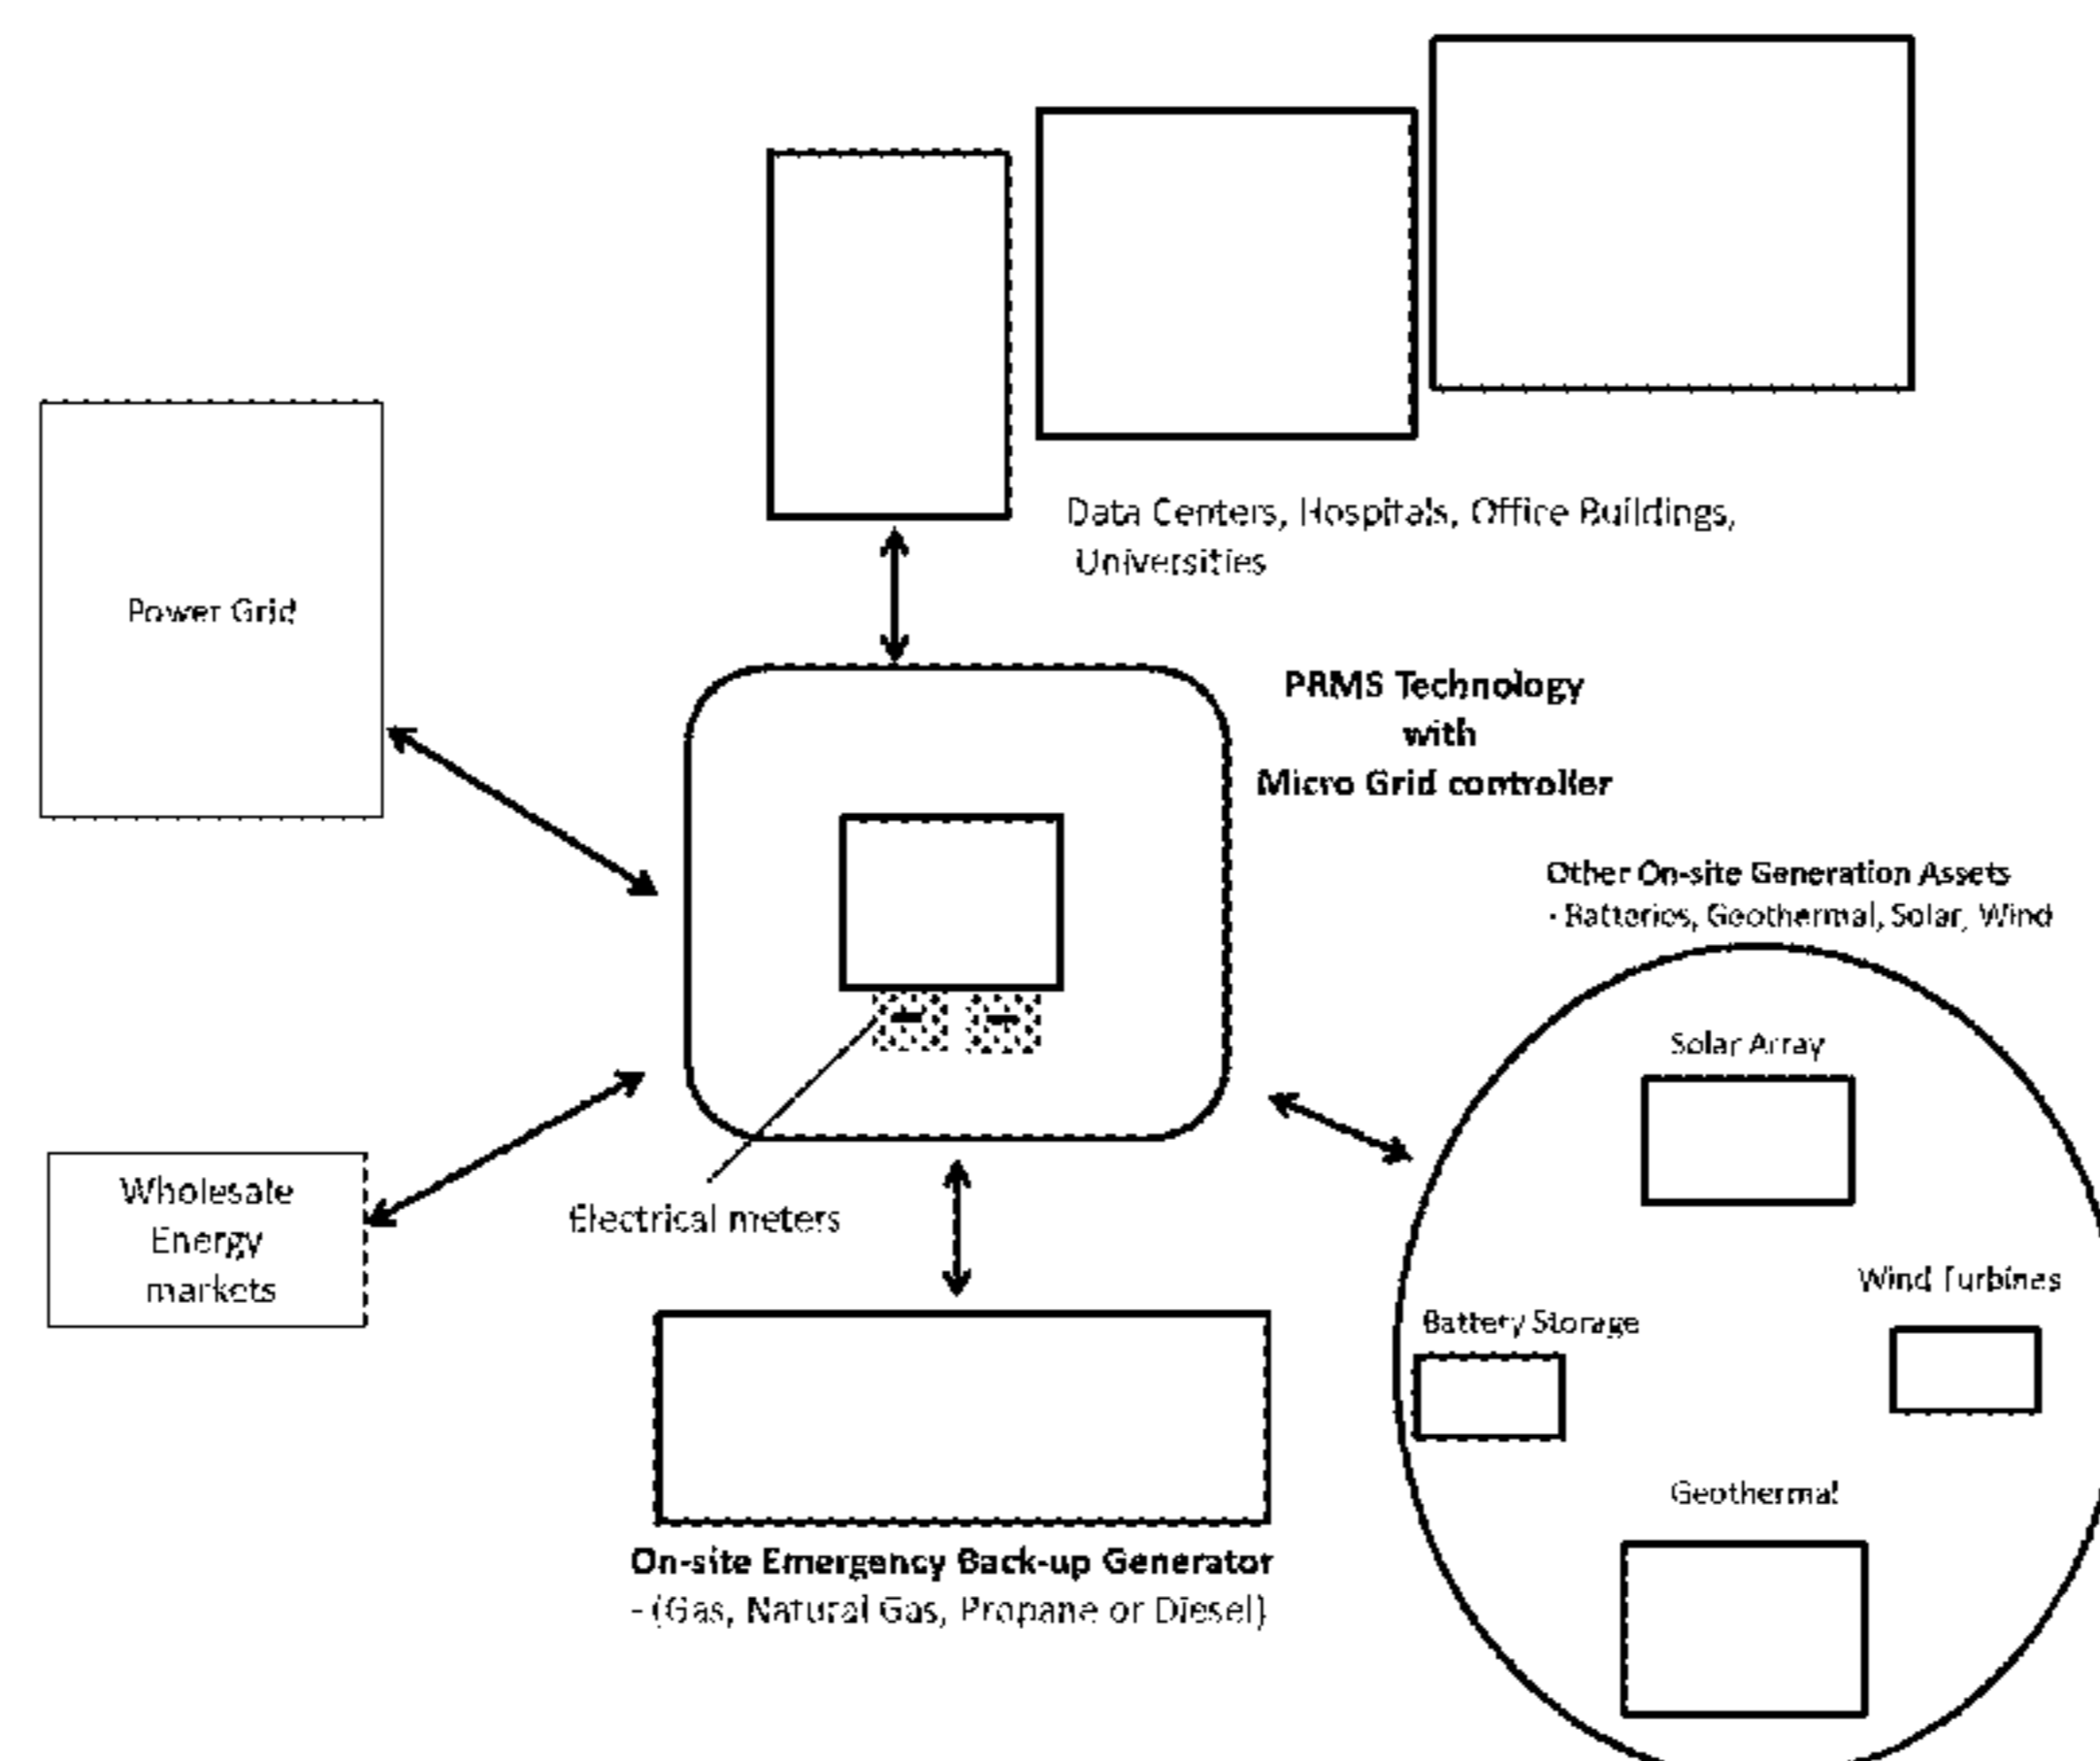 Data Centers, Hospitals, Office Buildings,
Universities
Power Grid
PRMS Technology
with
Micro Grid controller
Other On-site Generation Assets
- Batteries, Geothermal, Solar, Wind
Solar Array
Wholesale
Energy
markets
Electrical meters
Wind Turbines
Battery Storage
Geothermal
On-site Emergency Back-up Generator
- (Gas, Natural Gas, Propane or Diesel)